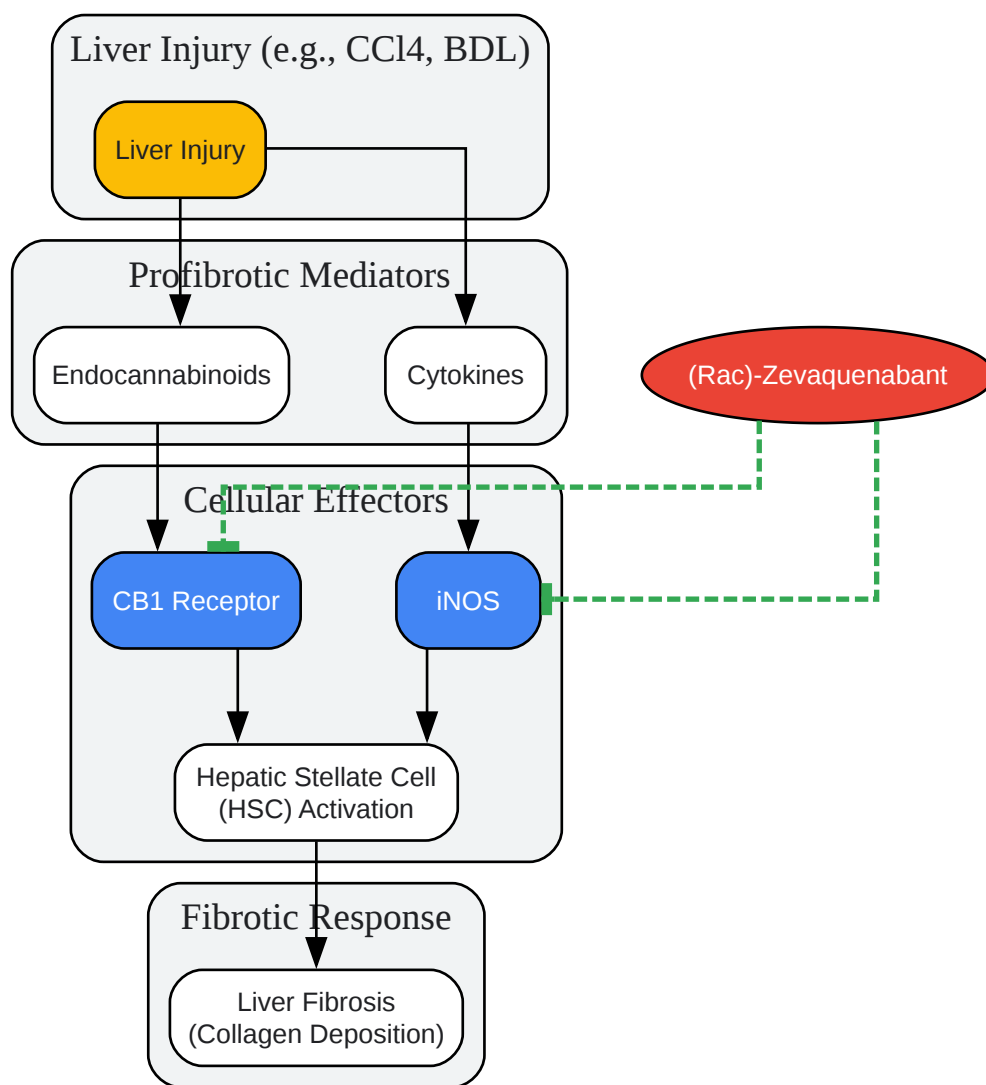 Liver Injury (e.g., CCl4, BDL)
Liver Injury
Profibrotic Mediators
Endocannabinoids
Cytokines
(Rac)-Zevaquenabant
Cellular Effectors
CB1 Receptor
iNOS
Hepatic Stellate Cell
(HSC) Activation
Fibrotic Response
Liver Fibrosis
(Collagen Deposition)